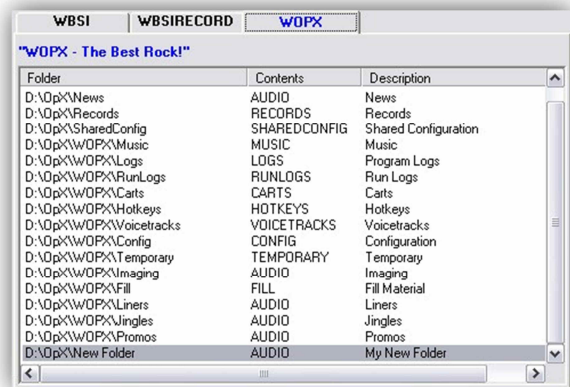 WBSI WBSIRECORD WOPX
"WOPX - The Best Rock!"
Folder Contents Description
D:\OpX\News AUDIO News
D:\OpX\Records RECORDS Records
D:\OpX\SharedConfig SHAREDCONFIG Shared Configuration
D:\OpX\WOPX\Music MUSIC Music
D:\OpX\WOPX\Logs LOGS Program Logs
D:\OpX\WOPX\RunLogs RUNLOGS Run Logs
D:\OpX\WOPX\Carts CARTS Carts
D:\OpX\WOPX\Hotkeys HOTKEYS Hotkeys
D:\OpX\WOPX\Voicetracks VOICETRACKS Voicetracks
D:\OpX\WOPX\Config CONFIG Configuration
D:\OpX\WOPX\Temporary TEMPORARY Temporary
D:\OpX\WOPX\Imaging AUDIO Imaging
D:\OpX\WOPX\Fill FILL Fill Material
D:\OpX\WOPX\Liners AUDIO Liners
D:\OpX\WOPX\Jingles AUDIO Jingles
D:\OpX\WOPX\Promos AUDIO Promos
D:\OpX\New Folder AUDIO My New Folder